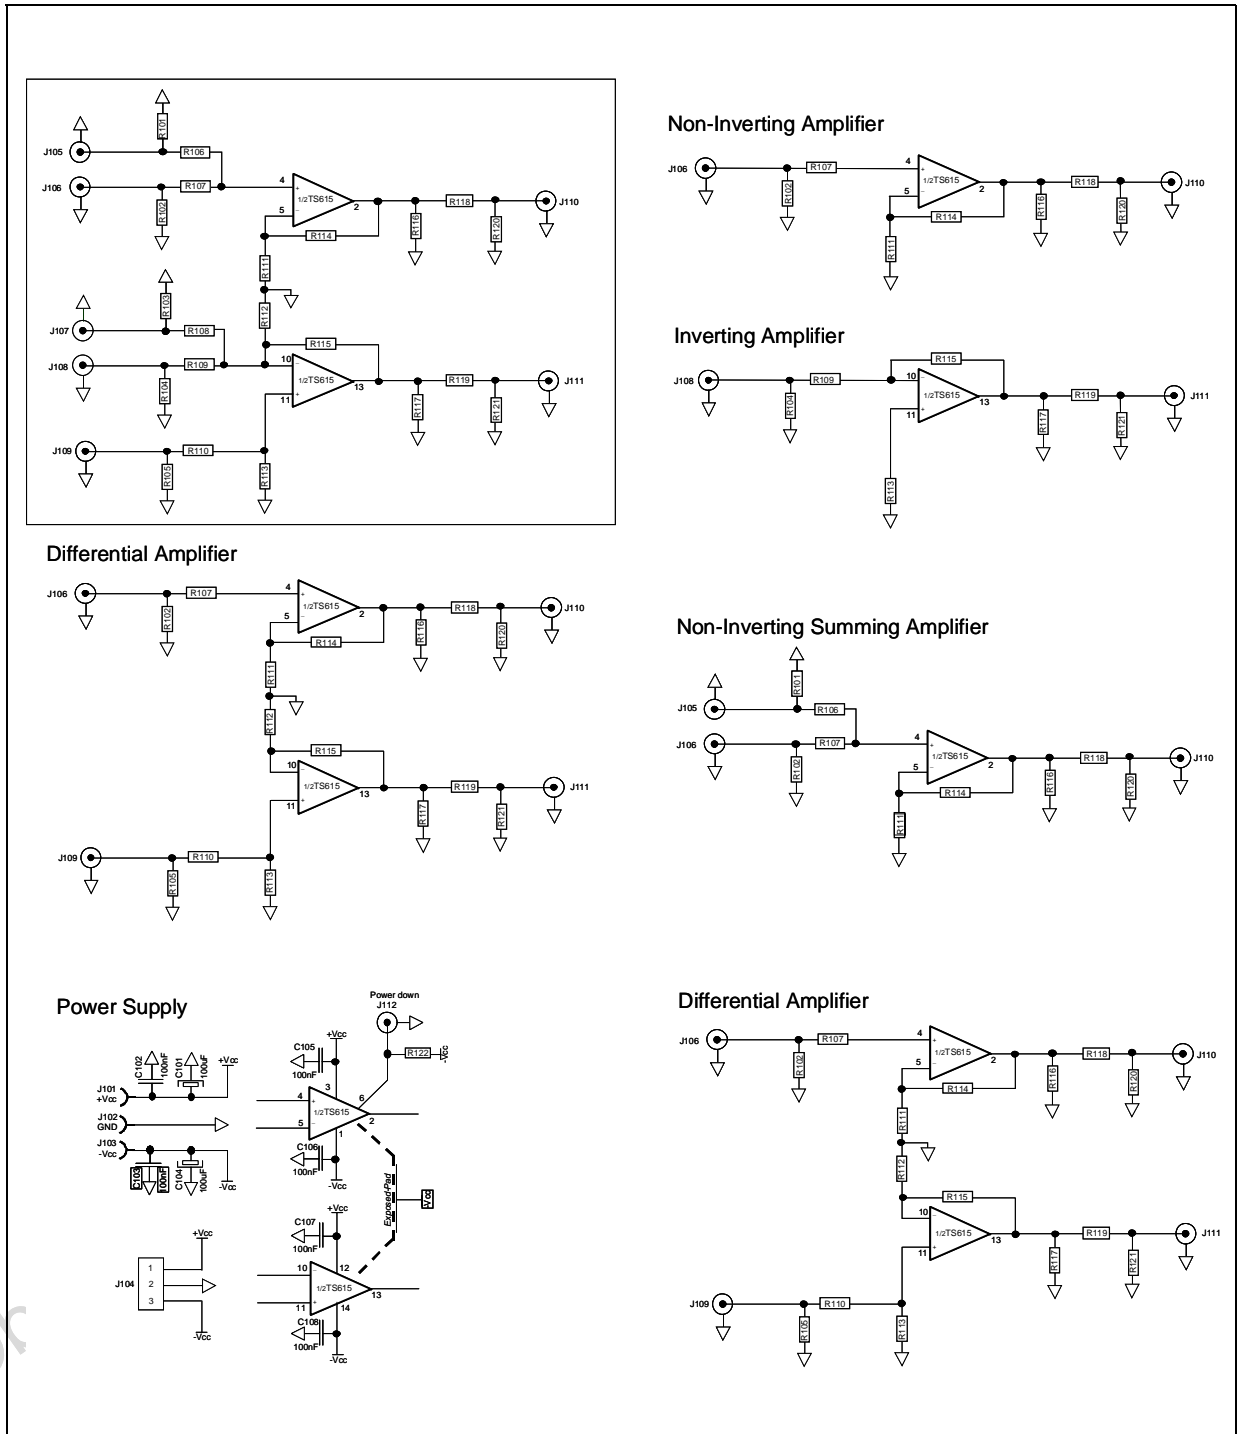 R101
J105
R106
J106
R107
4
+
1/2TS615
2
5
−
R102
R114
R116
R118
R120
J110
R111
R103
R112
J107
R108
R115
J108
R109
10
−
1/2TS615
13
11
+
R104
R117
R119
R121
J111
J109
R110
R105
R113
Non-Inverting Amplifier
J106
R107
R102
4
+
1/2TS615
2
5
−
R114
R111
R116
R118
R120
J110
Inverting Amplifier
J108
R109
R104
R115
10
−
1/2TS615
13
11
+
R113
R117
R119
R121
J111
Differential Amplifier
J106
R107
R102
4
+
1/2TS615
2
5
−
R114
R111
R116
R118
R120
J110
R112
R115
10
−
1/2TS615
13
11
+
R117
R119
R121
J111
J109
R110
R105
R113
Non-Inverting Summing Amplifier
R101
J105
R106
J106
R107
R102
4
+
1/2TS615
2
5
−
R114
R111
R116
R118
R120
J110
Power Supply
C102
100nF
C101
100uF
+Vcc
J101
+Vcc
J102
GND
J103
-Vcc
C103
100nF
C104
100uF
-Vcc
Power down
J112
R122
-Vcc
+Vcc
C105
100nF
3
6
4
+
1/2TS615
2
5
−
1
C106
100nF
-Vcc
Exposed-Pad
-Vcc
+Vcc
C107
100nF
12
10
−
1/2TS615
13
11
+
14
C108
100nF
-Vcc
+Vcc
J104
1
2
3
-Vcc
Differential Amplifier
J106
R107
R102
4
+
1/2TS615
2
5
−
R114
R111
R116
R118
R120
J110
R112
R115
10
−
1/2TS615
13
11
+
R117
R119
R121
J111
J109
R110
R105
R113